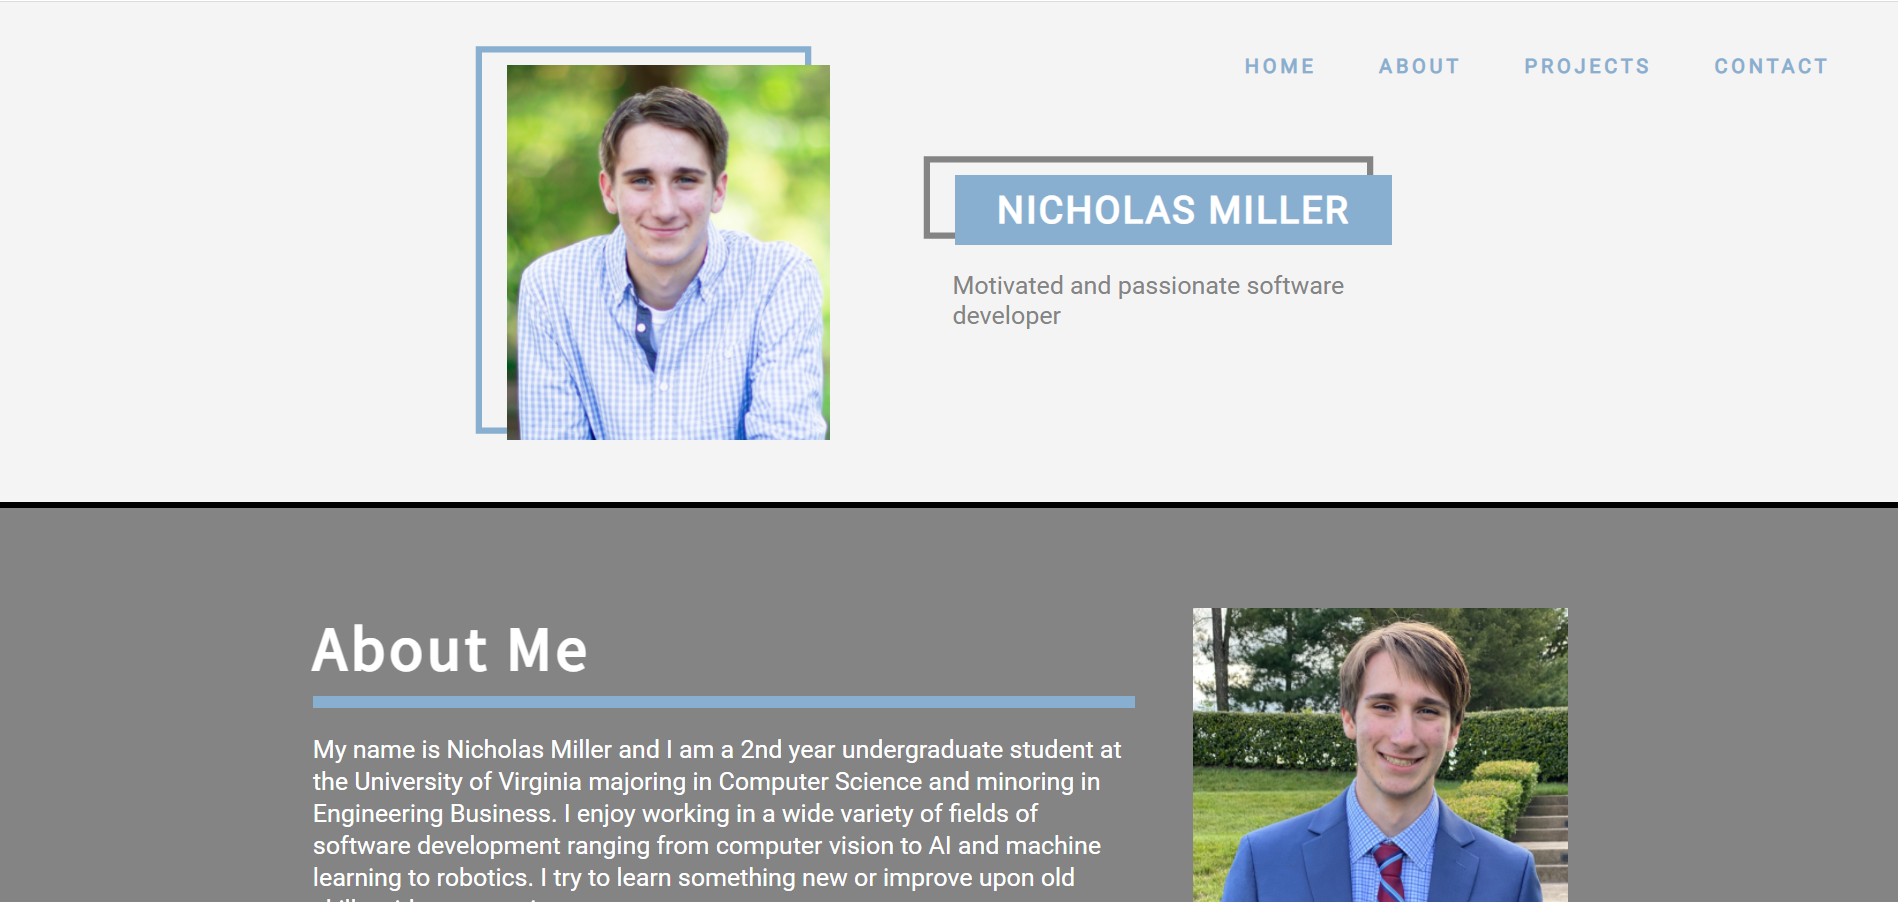 HOME ABOUT PROJECTS CONTACT
NICHOLAS MILLER
Motivated and passionate software
developer
About Me
My name is Nicholas Miller and I am a 2nd year undergraduate student at
the University of Virginia majoring in Computer Science and minoring in
Engineering Business. I enjoy working in a wide variety of fields of
software development ranging from computer vision to AI and machine
learning to robotics. I try to learn something new or improve upon old